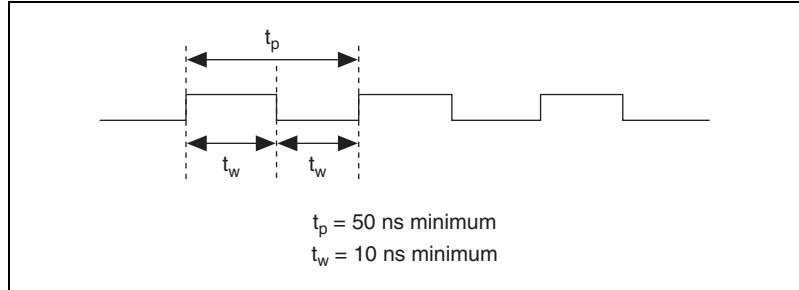 tp
tw tw
tp = 50 ns minimum
tw = 10 ns minimum